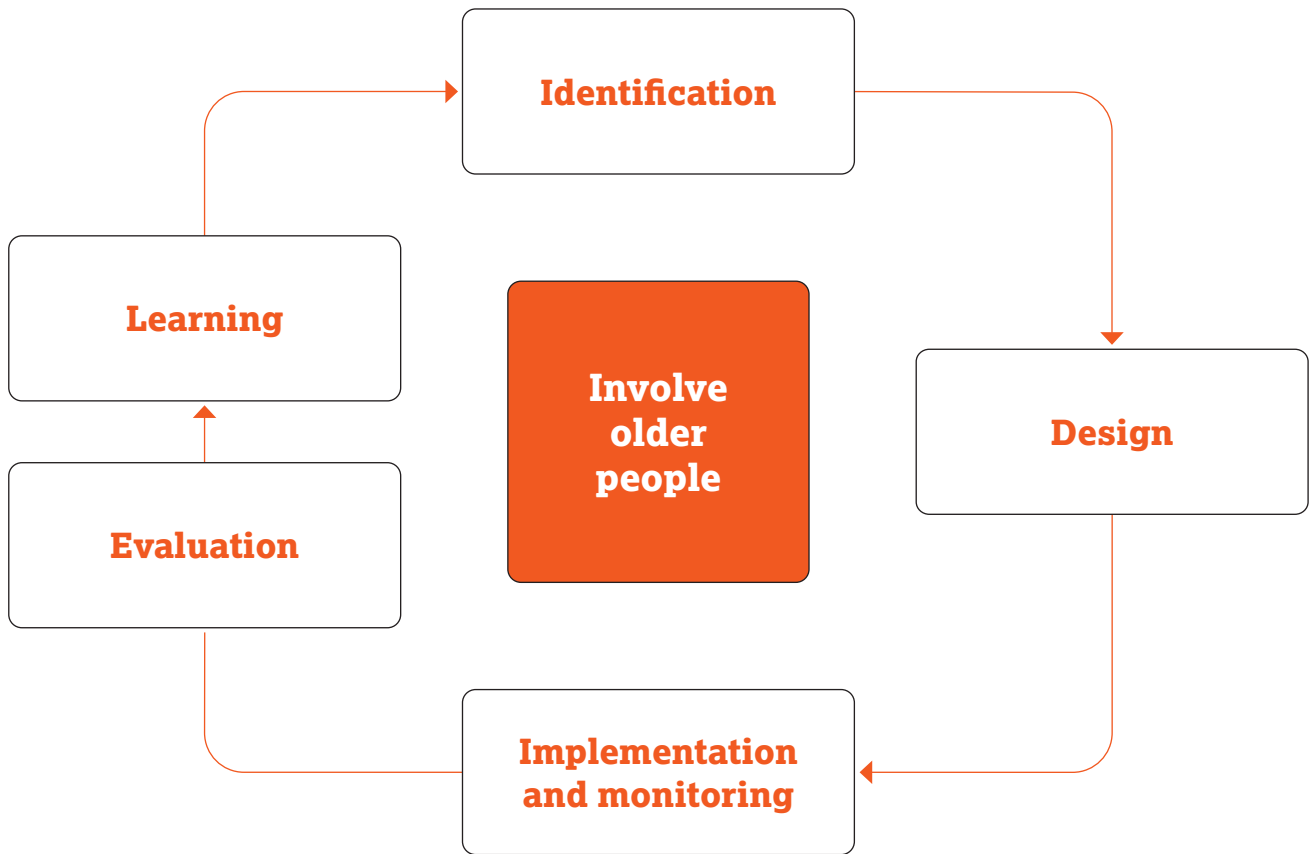 Identification
Learning
Involve
older
people
Design
Evaluation
Implementation
and monitoring